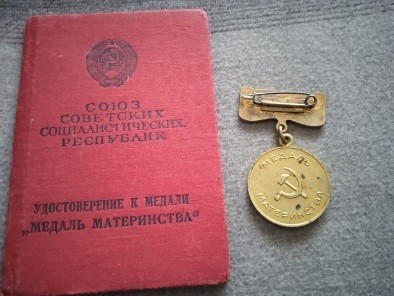 СОЮЗ
СОВЕТСКИХ
СОЦИАЛИСТИЧЕСКИХ
РЕСПУБЛИК
УДОСТОВЕРЕНИЕ К МЕДАЛИ
„МЕДАЛЬ МАТЕРИНСТВА“
МЕДАЛЬ
МАТЕРИНСТВА